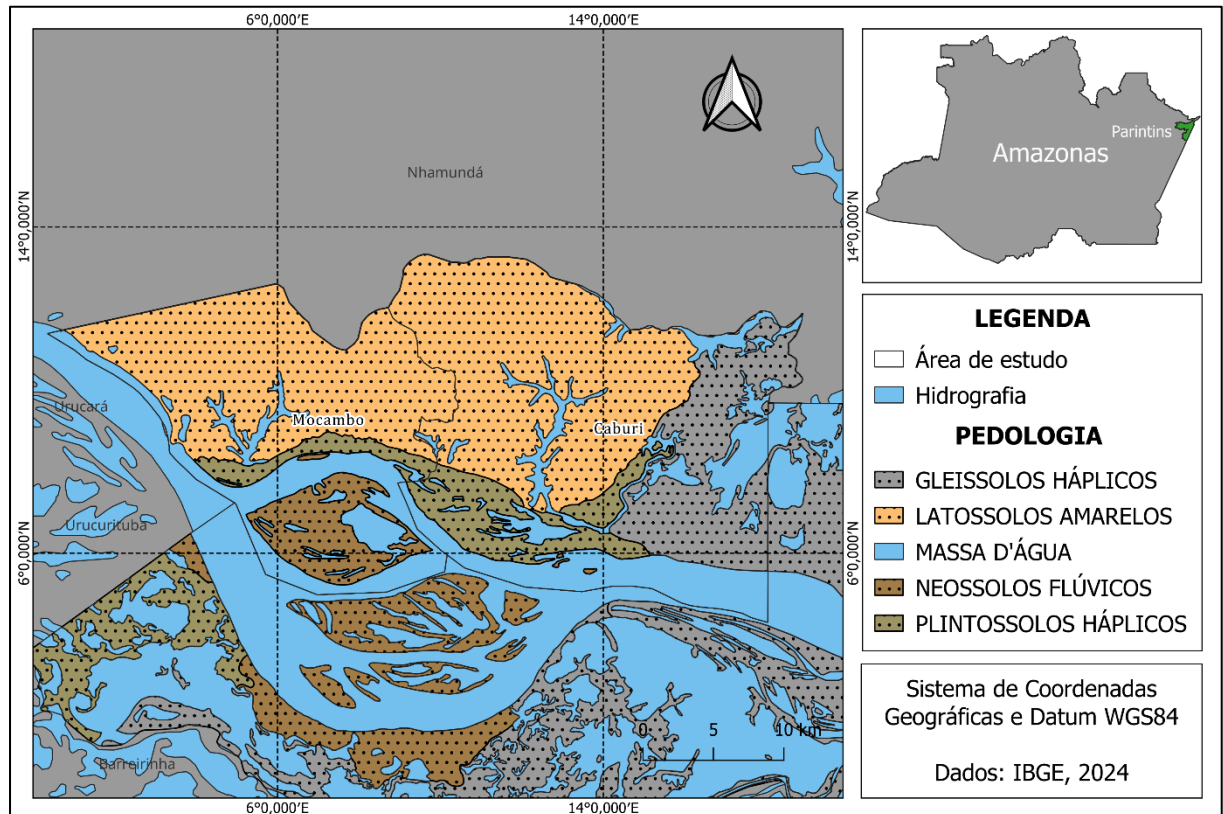 6°0,000'E
14°0,000'E
14°0,000'N
14°0,000'N
Nhamundá
Urucará
Mocambo
Caburi
Urucurituba
6°0,000'N
6°0,000'N
0
5
10 km
Barreirinha
6°0,000'E
14°0,000'E
Parintins
Amazonas
LEGENDA
Área de estudo
Hidrografia
PEDOLOGIA
GLEISSOLOS HÁPLICOS
LATOSSOLOS AMARELOS
MASSA D'ÁGUA
NEOSSOLOS FLÚVICOS
PLINTOSSOLOS HÁPLICOS
Sistema de Coordenadas
Geográficas e Datum WGS84
Dados: IBGE, 2024